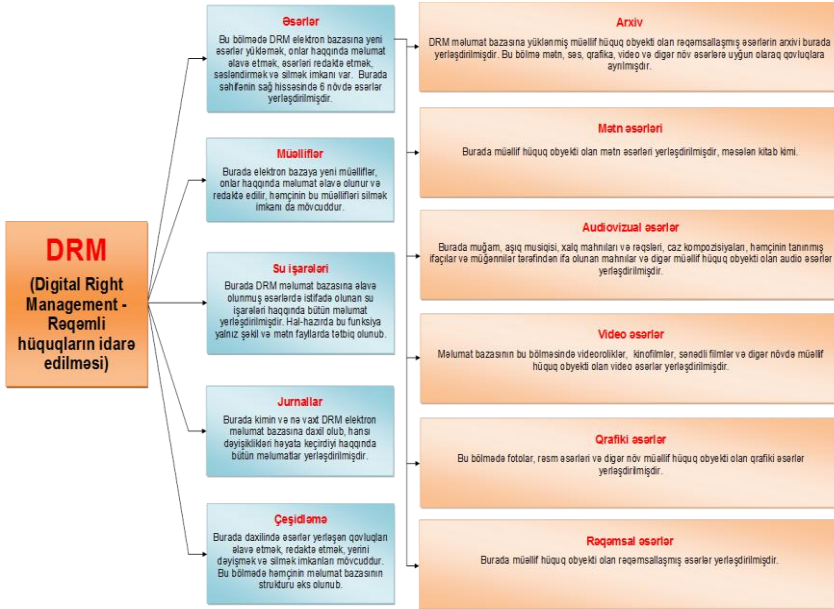 DRM
(Digital Right
Management -
Rəqəmli
hüquqların idarə
edilməsi)
Əsərlər
Bu bölmədə DRM elektron bazasına yeni
əsərlər yükləmək, onlar haqqında məlumat
əlavə etmək, əsərləri redaktə etmək,
səsləndirmək və silmək imkanı var. Burada
səhifənin sağ hissəsində 6 növdə əsərlər
yerləşdirilmişdir.
Müəlliflər
Burada elektron bazaya yeni müəlliflər,
onlar haqqında məlumat əlavə olunur və
redaktə edilir, həmçinin bu müəllifləri silmək
imkanı da mövcuddur.
Su işarələri
Burada DRM məlumat bazasına əlavə
olunmuş əsərlərdə istifadə olunan su
işarələri haqqında bütün məlumat
yerləşdirilmişdir. Hal-hazırda bu funksiya
yalnız şəkil və mətn fayllarda tətbiq olunub.
Jurnallar
Burada kimin və nə vaxt DRM elektron
məlumat bazasına daxil olub, hansı
dəyişiklikləri həyata keçirdiyi haqqında
bütün məlumatlar yerləşdirilmişdir.
Çeşidləmə
Burada daxilində əsərlər yerləşən qovluqları
əlavə etmək, redaktə etmək, yerini
dəyişmək və silmək imkanları mövcuddur.
Bu bölmədə həmçinin məlumat bazasının
strukturu əks olunub.
Arxiv
DRM məlumat bazasına yüklənmiş müəllif hüquq obyekti olan rəqəmsallaşmış əsərlərin arxivi burada
yerləşdirilmişdir. Bu bölmə mətn, səs, qrafika, video və digər növ əsərlərə uyğun olaraq qovluqlara
ayrılmışdır.
Mətn əsərləri
Burada müəllif hüquq obyekti olan mətn əsərləri yerləşdirilmişdir, məsələn kitab kimi.
Audiovizual əsərlər
Burada muğam, aşıq musiqisi, xalq mahnıları və rəqsləri, caz kompozisiyaları, həmçinin tanınmış
ifaçılar və müğənnilər tərəfindən ifa olunan mahnılar və digər müəllif hüquq obyekti olan audio əsərlər
yerləşdirilmişdir.
Video əsərlər
Məlumat bazasının bu bölməsində videoroliklər, kinofilmlər, sənədli filmlər və digər növdə müəllif
hüquq obyekti olan video əsərlər yerləşdirilmişdir.
Qrafiki əsərlər
Bu bölmədə fotolar, rəsm əsərləri və digər növ müəllif hüquq obyekti olan qrafiki əsərlər
yerləşdirilmişdir.
Rəqəmsal əsərlər
Burada müəllif hüquq obyekti olan rəqəmsallaşmış əsərlər yerləşdirilmişdir.